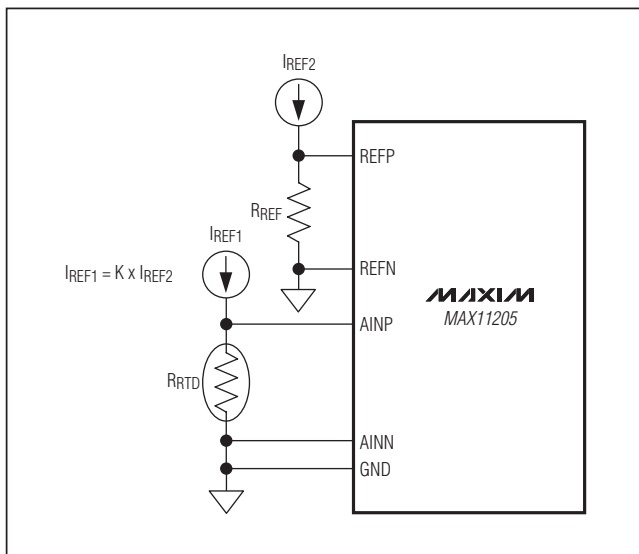 IREF2
REFP
RREF
IREF1
REFN
IREF1 = K x IREF2
MAXIM
MAX11205
AINP
RRTD
AINN
GND